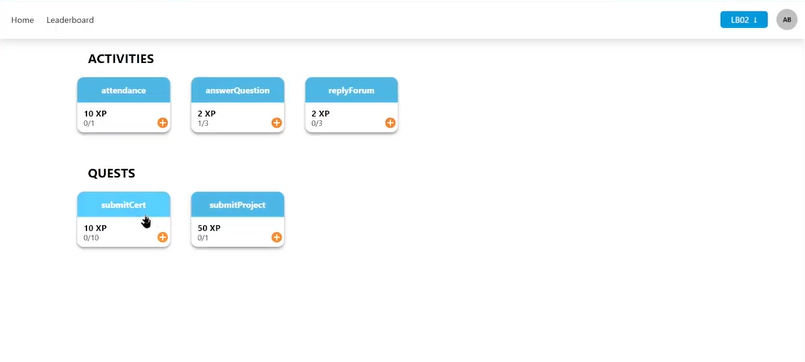 Home Leaderboard LB02 ↓ AB
ACTIVITIES
attendance answerQuestion replyForum
10 XP 2 XP 2 XP
0/1 1/3 0/3
QUESTS
submitCert submitProject
10 XP 50 XP
0/10 0/1